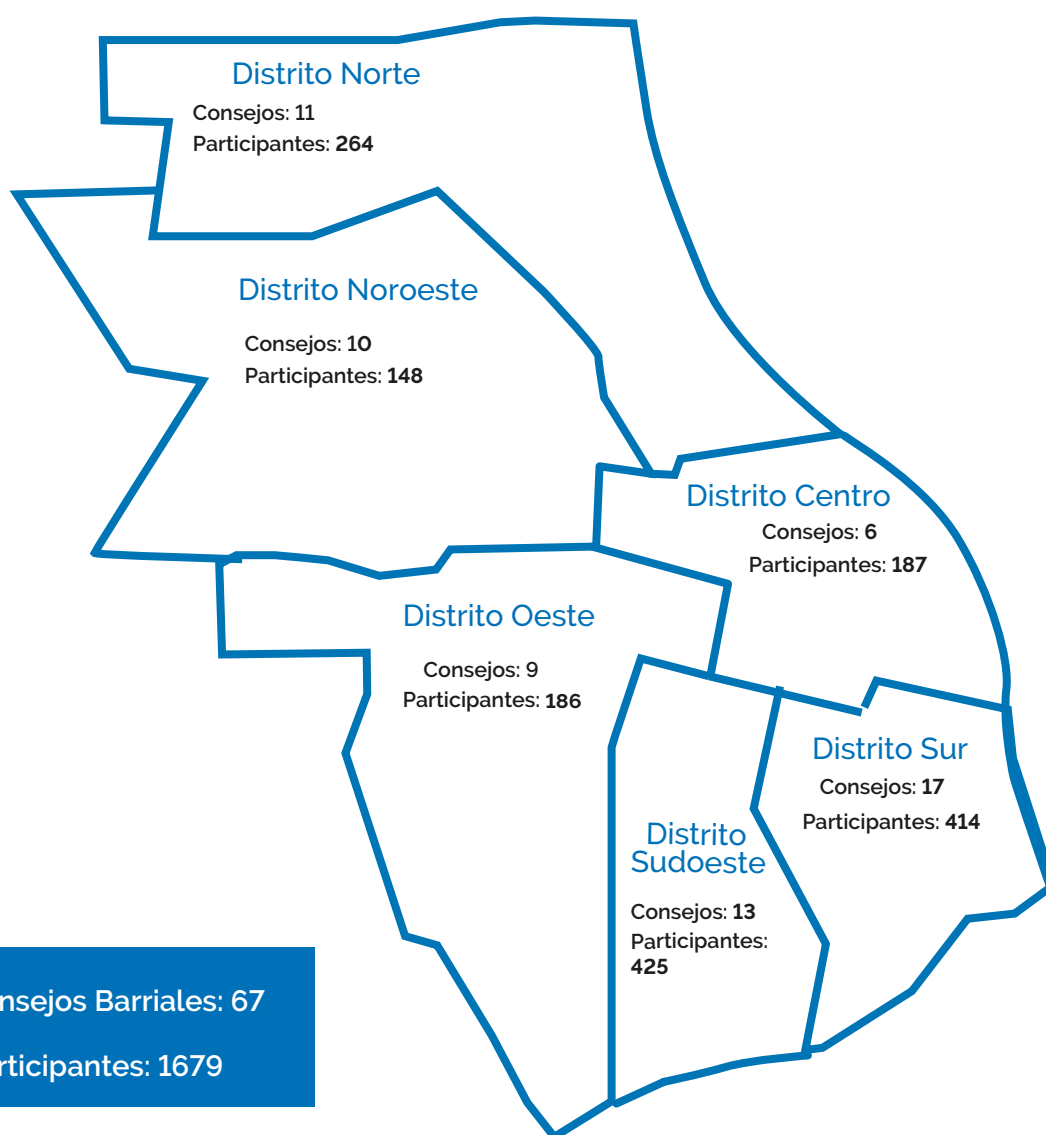 Distrito Norte
Consejos: 11
Participantes: 264
Distrito Noroeste
Consejos: 10
Participantes: 148
Distrito Centro
Consejos: 6
Participantes: 187
Distrito Oeste
Consejos: 9
Participantes: 186
Distrito Sur
Consejos: 17
Participantes: 414
Distrito
Sudoeste
Consejos: 13
Participantes:
425
nsejos Barriales: 67
rticipantes: 1679